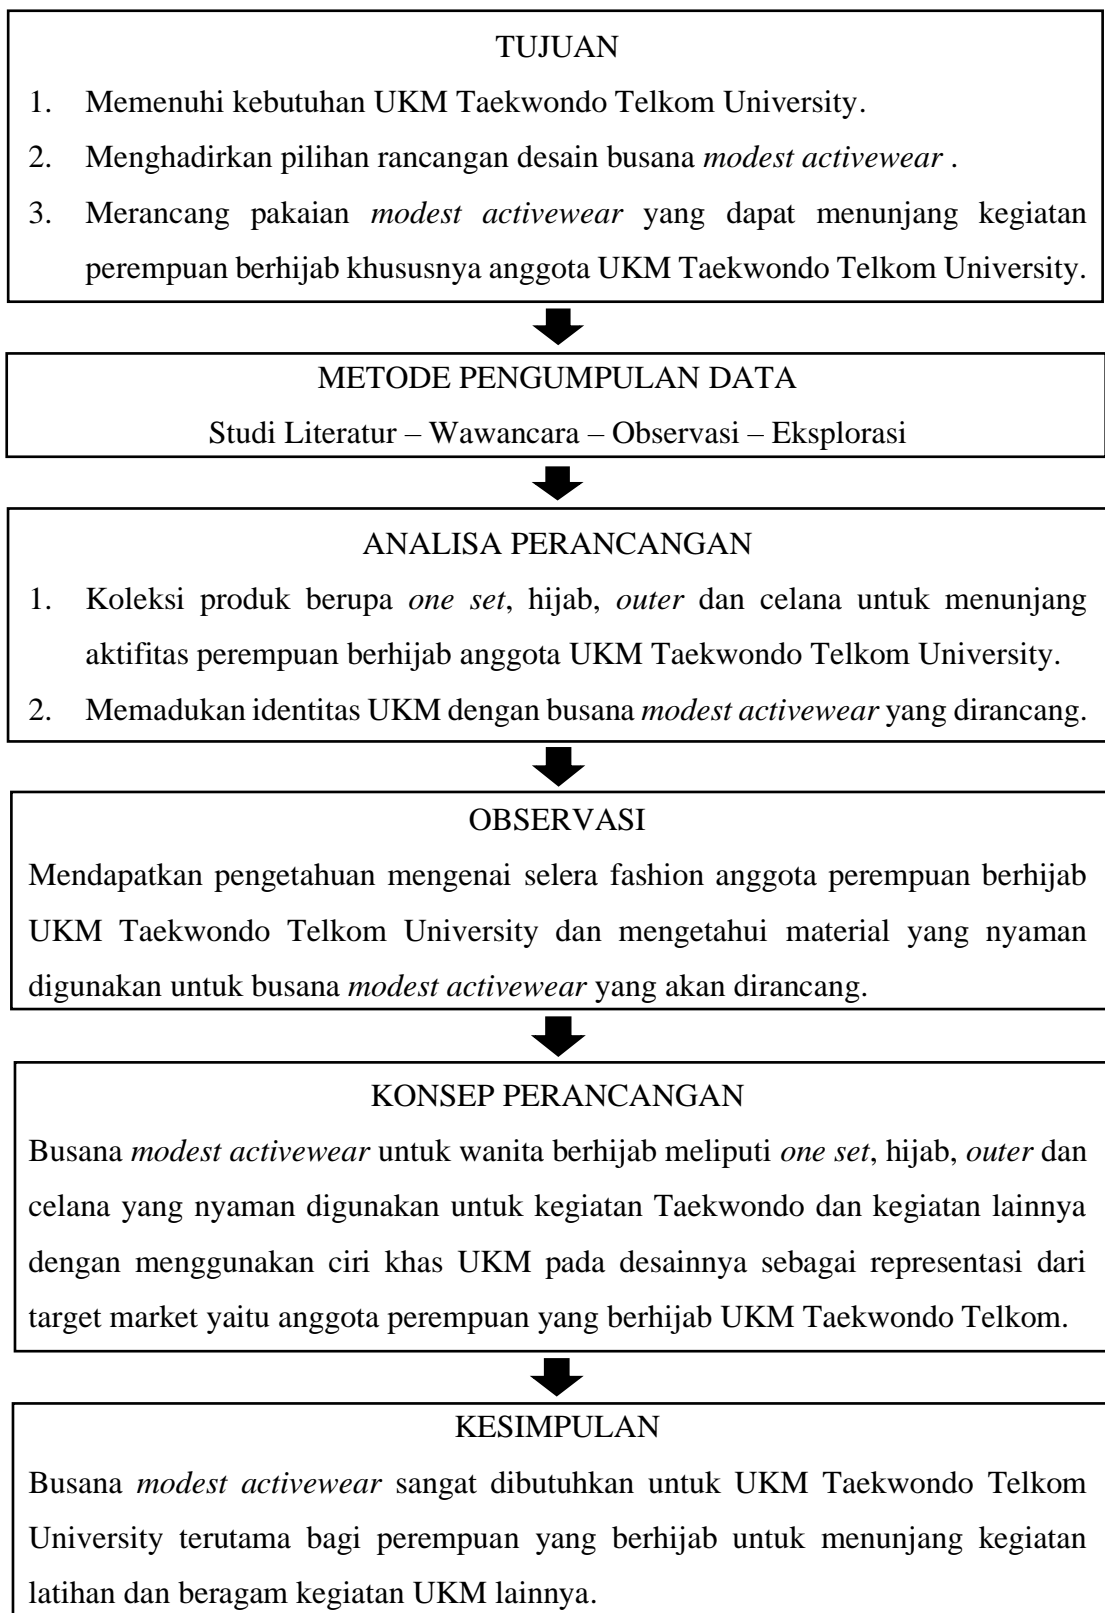 TUJUAN
1. Memenuhi kebutuhan UKM Taekwondo Telkom University.
2. Menghadirkan pilihan rancangan desain busana modest activewear .
3. Merancang pakaian modest activewear yang dapat menunjang kegiatan
perempuan berhijab khususnya anggota UKM Taekwondo Telkom University.
METODE PENGUMPULAN DATA
Studi Literatur – Wawancara – Observasi – Eksplorasi
ANALISA PERANCANGAN
1. Koleksi produk berupa one set, hijab, outer dan celana untuk menunjang
aktifitas perempuan berhijab anggota UKM Taekwondo Telkom University.
2. Memadukan identitas UKM dengan busana modest activewear yang dirancang.
OBSERVASI
Mendapatkan pengetahuan mengenai selera fashion anggota perempuan berhijab
UKM Taekwondo Telkom University dan mengetahui material yang nyaman
digunakan untuk busana modest activewear yang akan dirancang.
KONSEP PERANCANGAN
Busana modest activewear untuk wanita berhijab meliputi one set, hijab, outer dan
celana yang nyaman digunakan untuk kegiatan Taekwondo dan kegiatan lainnya
dengan menggunakan ciri khas UKM pada desainnya sebagai representasi dari
target market yaitu anggota perempuan yang berhijab UKM Taekwondo Telkom.
KESIMPULAN
Busana modest activewear sangat dibutuhkan untuk UKM Taekwondo Telkom
University terutama bagi perempuan yang berhijab untuk menunjang kegiatan
latihan dan beragam kegiatan UKM lainnya.